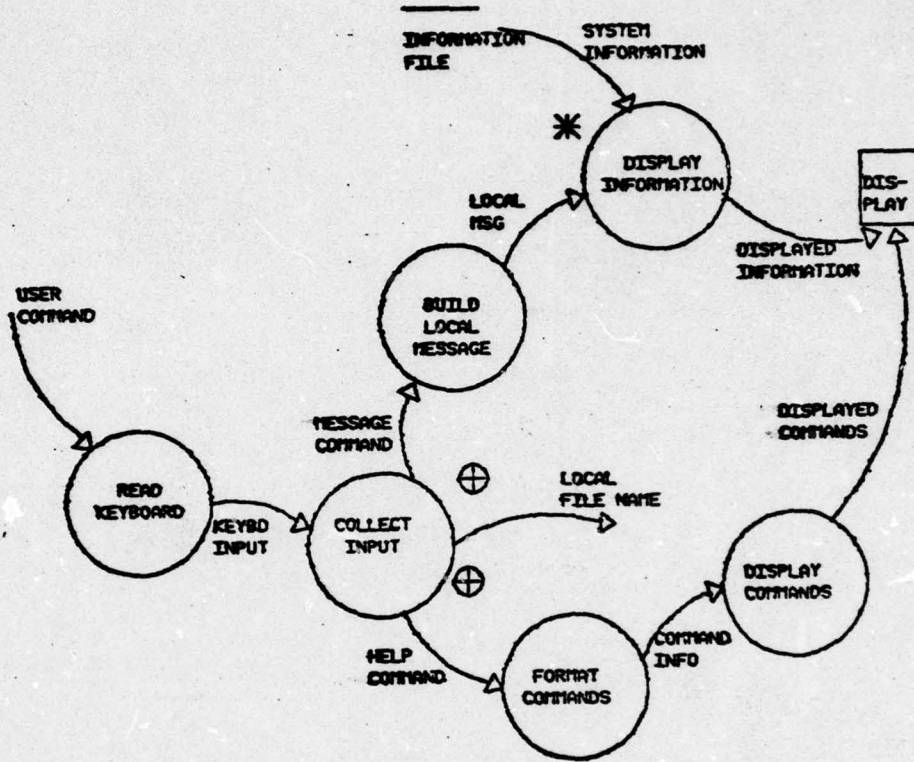 INFORMATION
FILE
SYSTEM
INFORMATION
DISPLAY
INFORMATION
DIS-
PLAY
LOCAL
MSG
DISPLAYED
INFORMATION
USER
COMMAND
BUILD
LOCAL
MESSAGE
MESSAGE
COMMAND
DISPLAYED
COMMANDS
READ
KEYBOARD
KEYBD
INPUT
COLLECT
INPUT
LOCAL
FILE NAME
DISPLAY
COMMANDS
HELP
COMMAND
COMMAND
INFO
FORMAT
COMMANDS